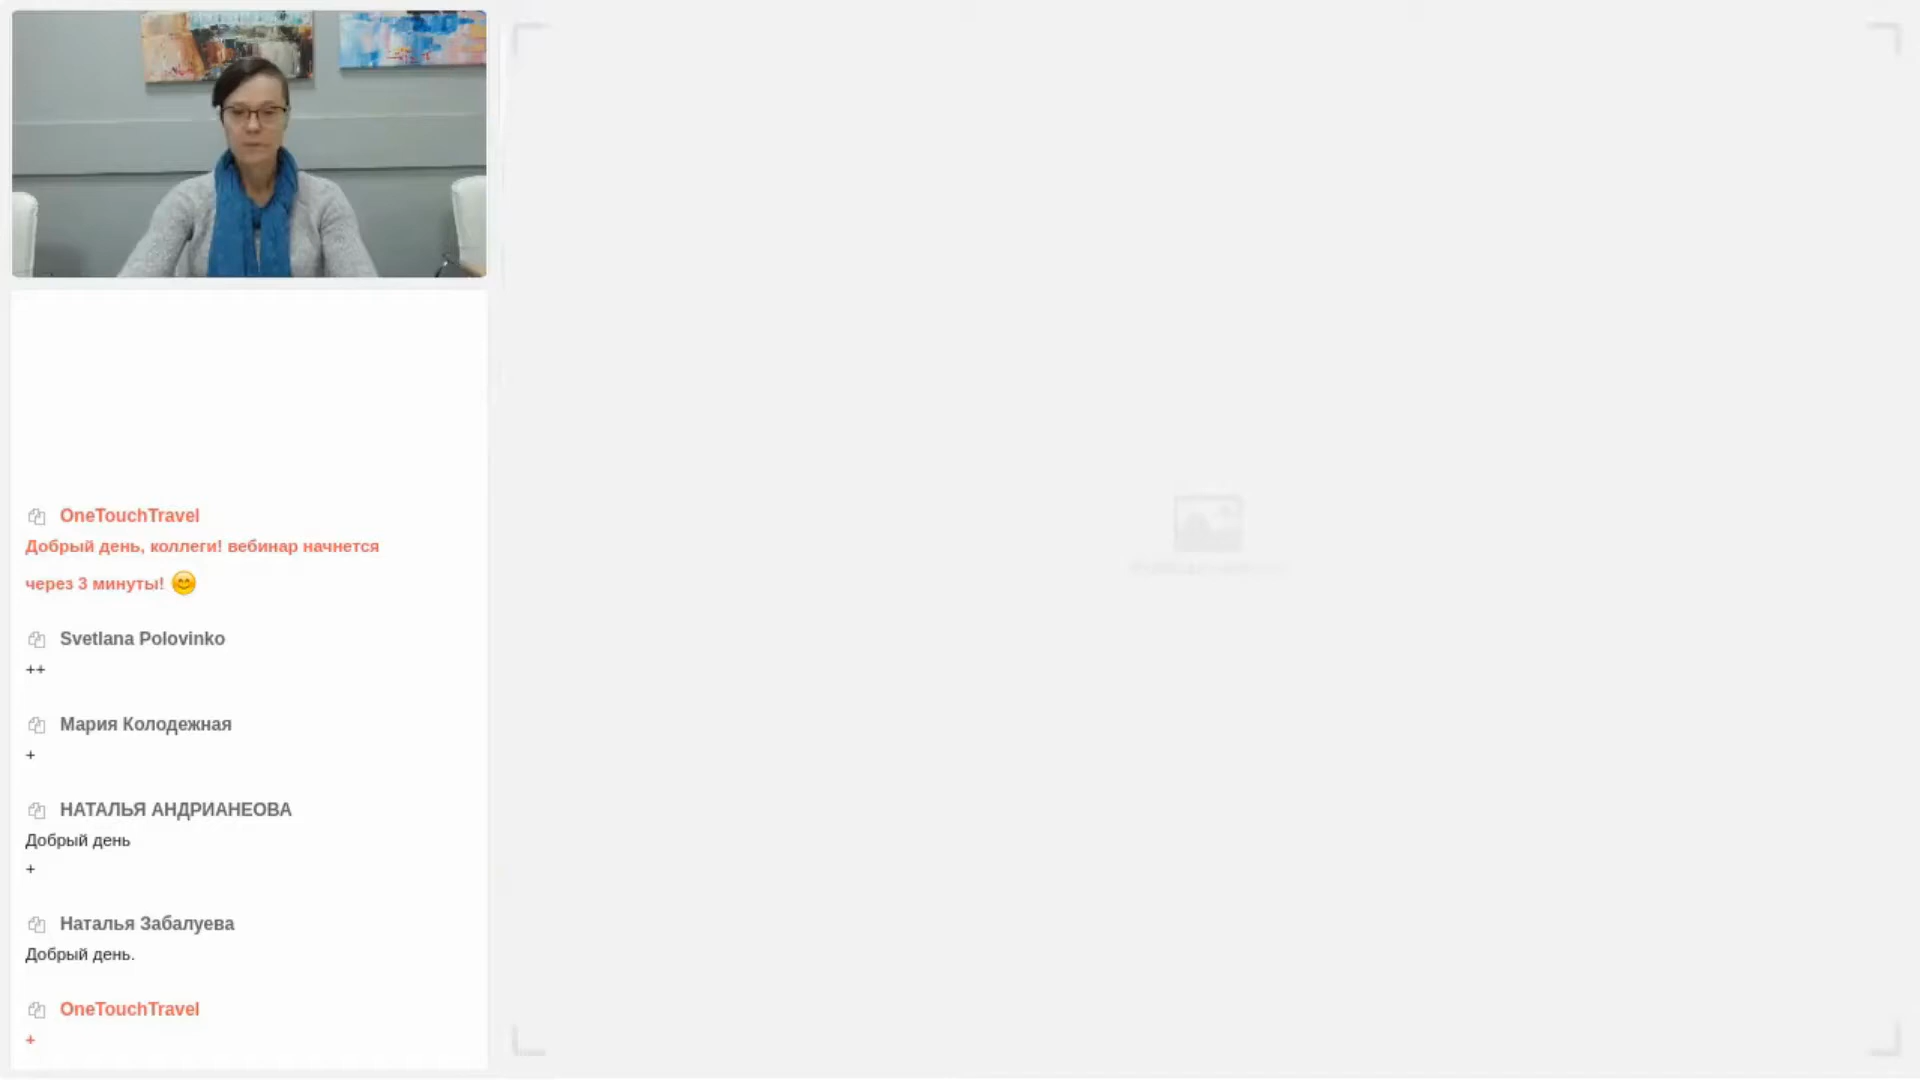 OneTouchTravel
Добрый день, коллеги! вебинар начнется
через 3 минуты! 😊
Svetlana Polovinko
++
Мария Колодежная
+
НАТАЛЬЯ АНДРИАНЕОВА
Добрый день
+
Наталья Забалуева
Добрый день.
OneTouchTravel
+